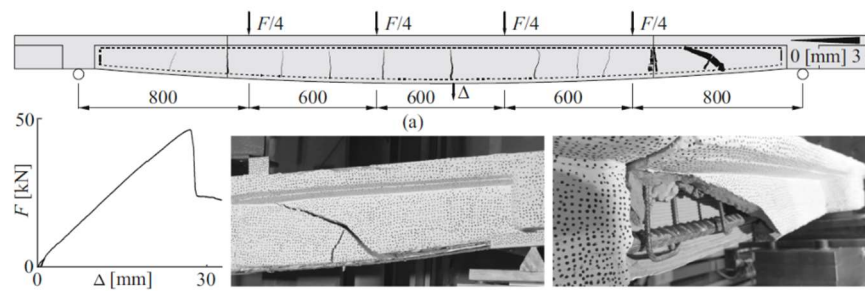 F/4 F/4 F/4 F/4
0 [mm] 3
Δ
800 600 600 600 800
(a)
50
F [kN]
0
0 Δ [mm] 30